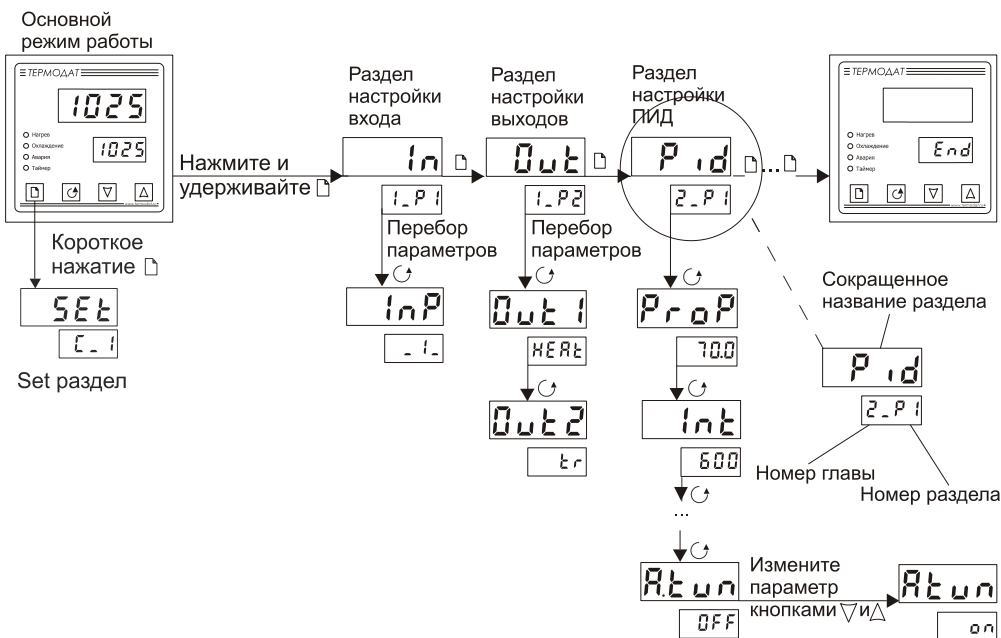 Основной
режим работы
ТЕРМОДАТ
1025
Нагрев
Охлаждение
Авария
Таймер
1025
Нажмите и
удерживайте
Короткое
нажатие
SEt
C_1
Set раздел
Раздел
настройки
входа
In
1_P1
Перебор
параметров
InP
_1_
Раздел
настройки
выходов
Out
1_P2
Перебор
параметров
Out1
HEAt
Out2
tr
Раздел
настройки
ПИД
Pid
2_P1
ProP
70.0
Int
600
...
A.tun
OFF
Измените
параметр
кнопками ▽и△
Atun
on
...
ТЕРМОДАТ
Нагрев
Охлаждение
Авария
Таймер
End
Сокращенное
название раздела
Pid
2_P1
Номер главы
Номер раздела